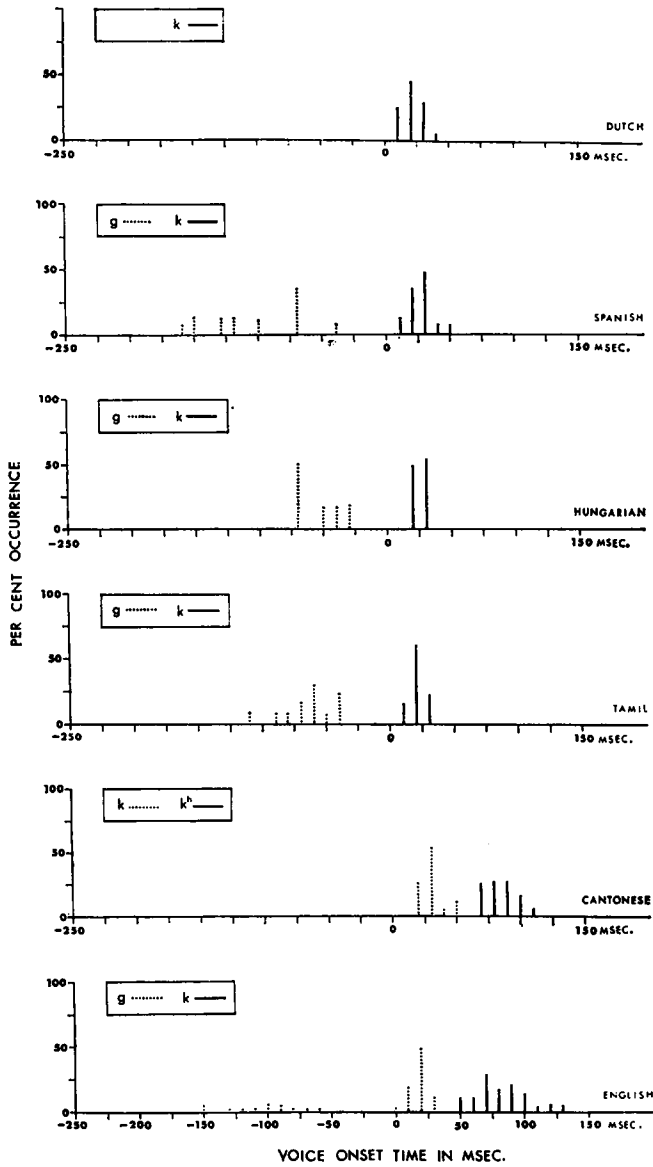 k ——
50
0
-250 0 150 MSEC.
DUTCH
100
g ........ k ——
50
0
-250 0 150 MSEC.
SPANISH
100
g ........ k ——
50
0
-250 0 150 MSEC.
HUNGARIAN
PER CENT OCCURRENCE
100
g ........ k ——
50
0
-250 0 150 MSEC.
TAMIL
100
k ........ kʰ ——
50
0
-250 0 150 MSEC.
CANTONESE
100
g ........ k ——
50
0
ENGLISH
-250 -200 -150 -100 -50 0 50 100 150 MSEC.
VOICE ONSET TIME IN MSEC.